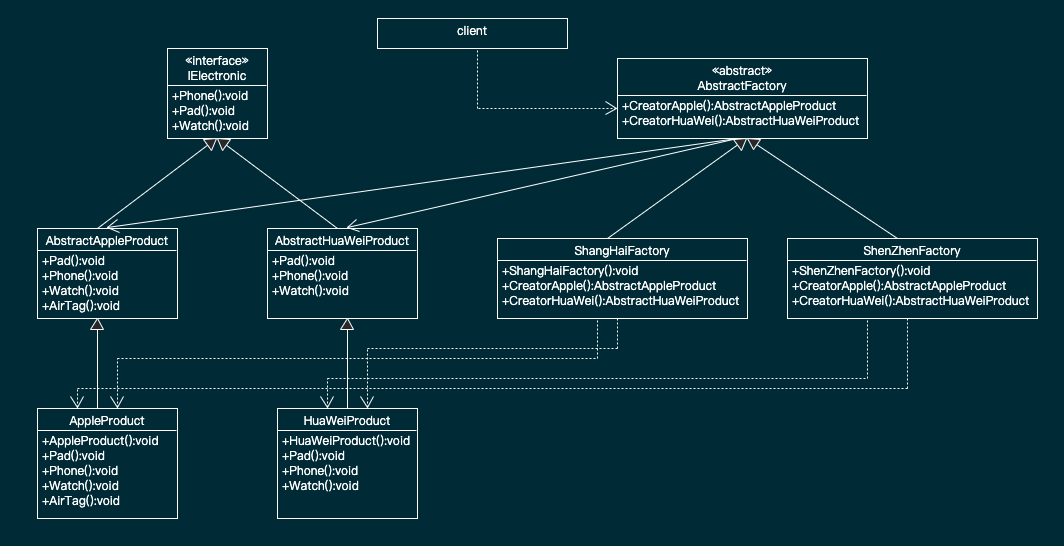 client
«interface»
IElectronic
+Phone():void
+Pad():void
+Watch():void
«abstract»
AbstractFactory
+CreatorApple():AbstractAppleProduct
+CreatorHuaWei():AbstractHuaWeiProduct
AbstractAppleProduct
+Pad():void
+Phone():void
+Watch():void
+AirTag():void
AbstractHuaWeiProduct
+Pad():void
+Phone():void
+Watch():void
ShangHaiFactory
+ShangHaiFactory():void
+CreatorApple():AbstractAppleProduct
+CreatorHuaWei():AbstractHuaWeiProduct
ShenZhenFactory
+ShenZhenFactory():void
+CreatorApple():AbstractAppleProduct
+CreatorHuaWei():AbstractHuaWeiProduct
AppleProduct
+AppleProduct():void
+Pad():void
+Phone():void
+Watch():void
+AirTag():void
HuaWeiProduct
+HuaWeiProduct():void
+Pad():void
+Phone():void
+Watch():void